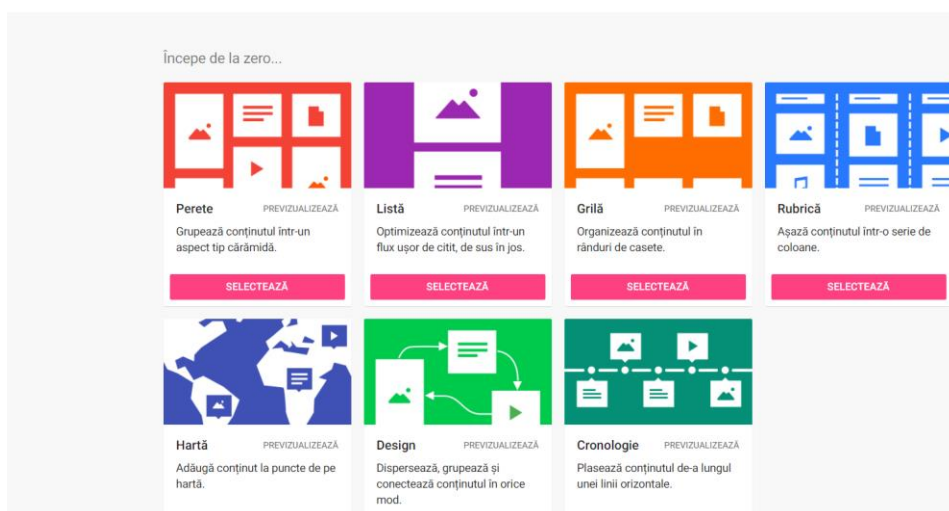 Începe de la zero...
Perete PREVIZUALIZEAZĂ
Grupează conținutul într-un
aspect tip cărămidă.
SELECTEAZĂ
Listă PREVIZUALIZEAZĂ
Optimizează conținutul într-un
flux ușor de citit, de sus în jos.
SELECTEAZĂ
Grilă PREVIZUALIZEAZĂ
Organizează conținutul în
rânduri de casete.
SELECTEAZĂ
Rubrică PREVIZUALIZEAZĂ
Așază conținutul într-o serie de
coloane.
SELECTEAZĂ
Hartă PREVIZUALIZEAZĂ
Adăugă conținut la puncte de pe
hartă.
Design PREVIZUALIZEAZĂ
Dispersează, grupează și
conectează conținutul în orice
mod.
Cronologie PREVIZUALIZEAZĂ
Plasează conținutul de-a lungul
unei linii orizontale.